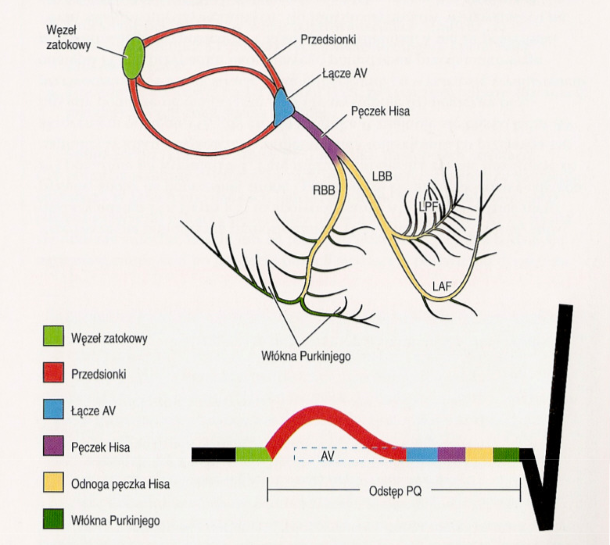 Węzeł
zatokowy
Przedsionki
Łącze AV
Pęczek Hisa
RBB
LBB
LPF
LAF
Włókna Purkinjego
Węzeł zatokowy
Przedsionki
Łącze AV
Pęczek Hisa
Odnoga pęczka Hisa
Włókna Purkinjego
AV
Odstęp PQ